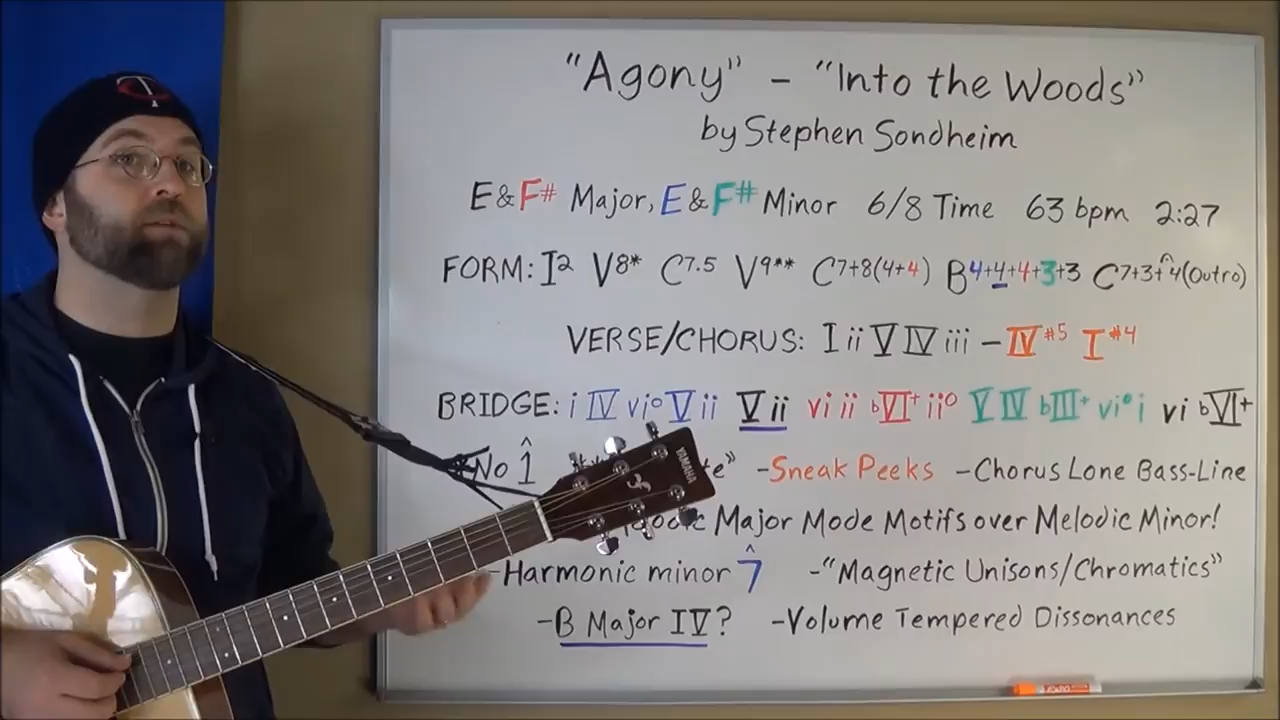 "Agony" - "Into the Woods"
by Stephen Sondheim
E & F# Major, E & F# Minor 6/8 Time 63 bpm 2:27
FORM: I2 V8* C7.5 V9** C7+8(4+4) B4+4+4+3+3 C7+3+4(Outro)
VERSE/CHORUS: I ii V IV iii - IV#5 I#4
BRIDGE: i IV vi° V ii V ii vi ii bVI+ ii° V IV bIII+ vi° i vi bVI+
*No 1̂ -Sneak Peeks -Chorus Lone Bass-Line
Major Mode Motifs over Melodic Minor!
-Harmonic minor 7̂ -"Magnetic Unisons/Chromatics"
-B Major IV? -Volume Tempered Dissonances
YAMAHA
TC
EXPO